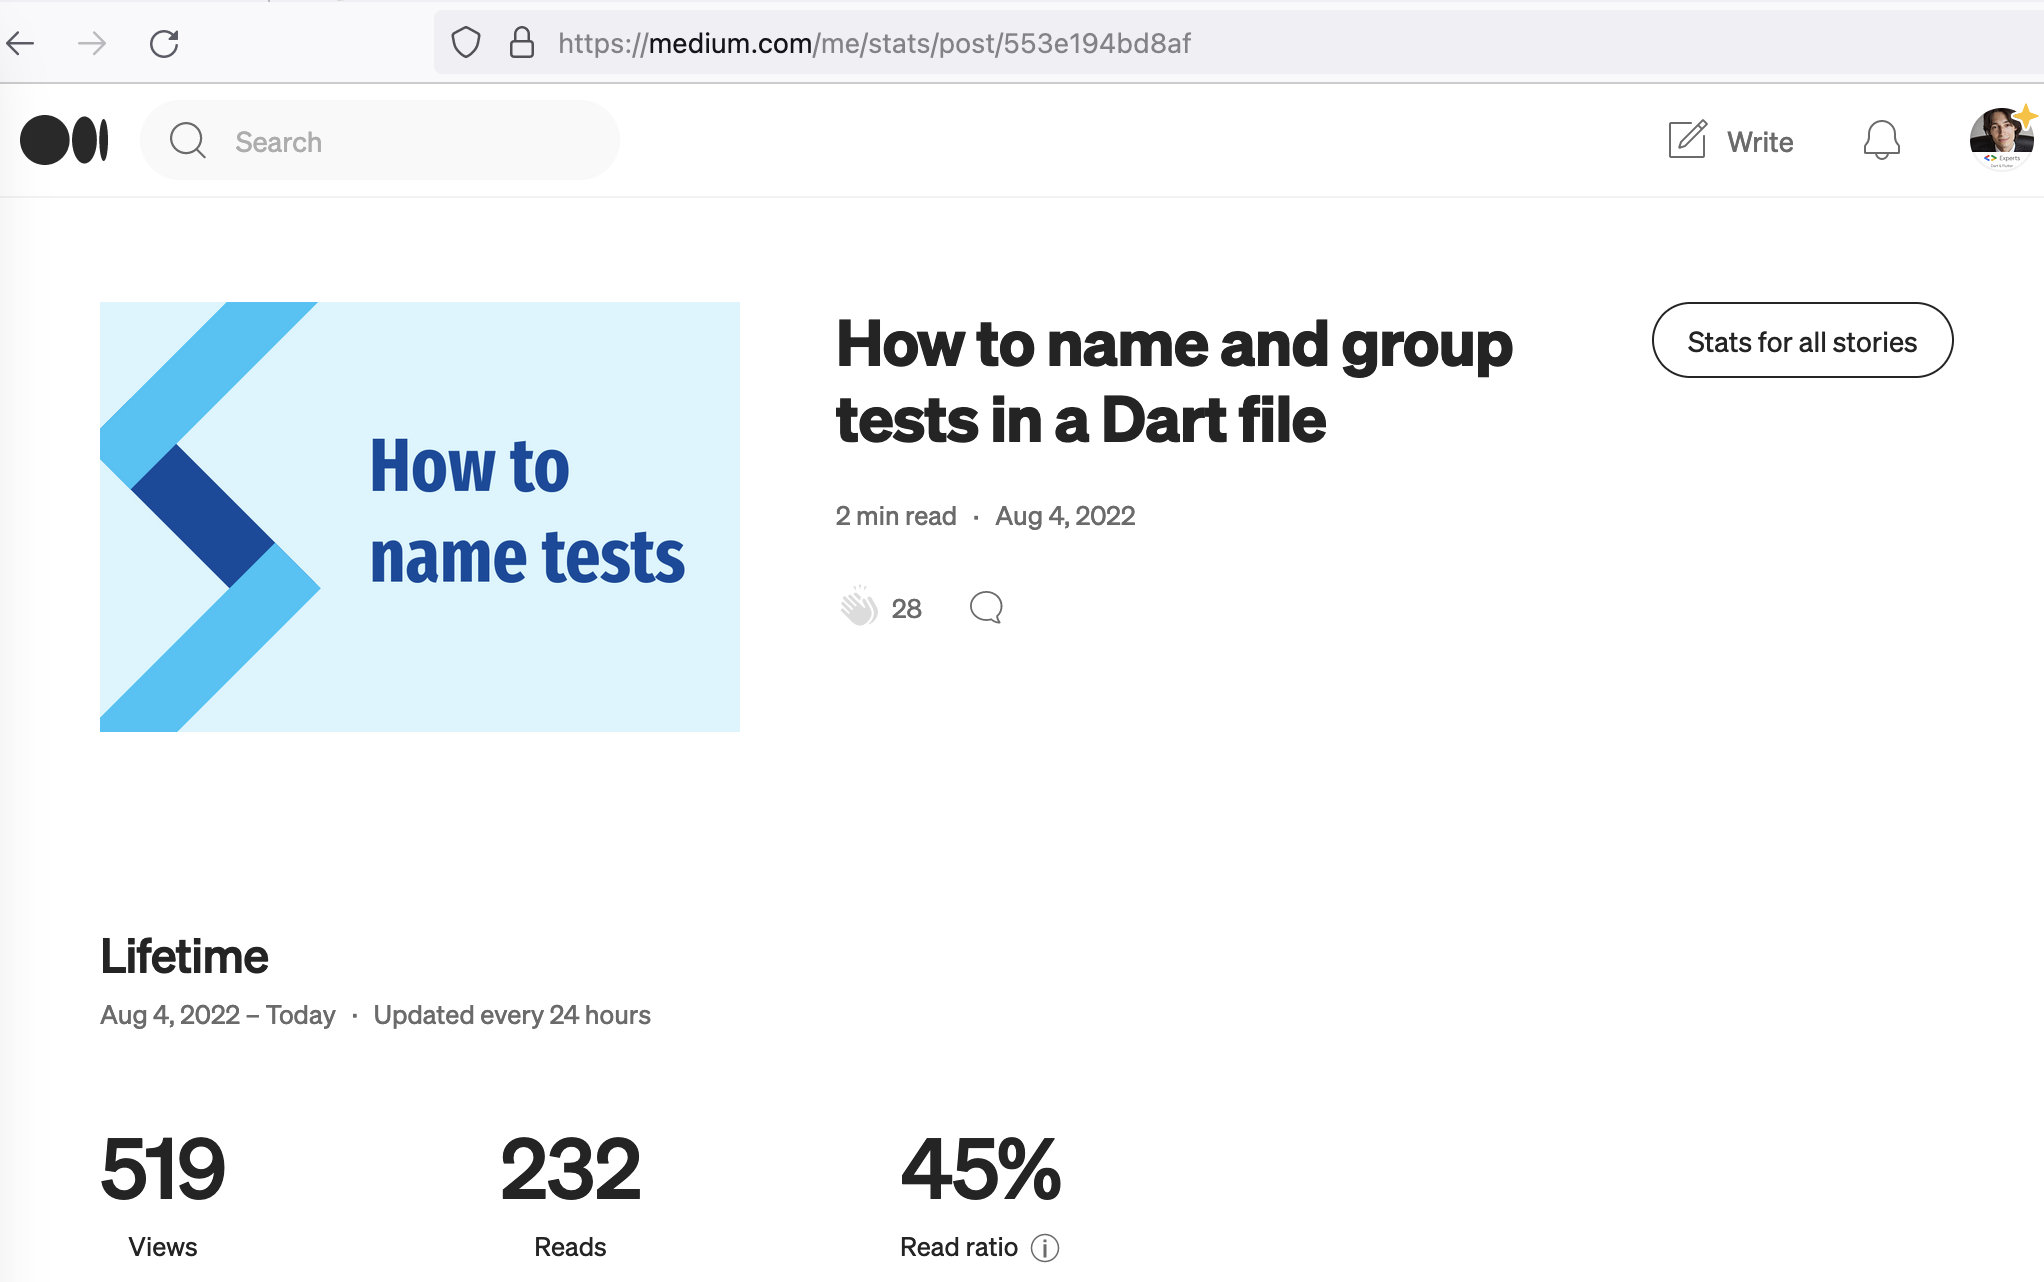 https://medium.com/me/stats/post/553e194bd8af
Search
Write
Experts
How to name and group
tests in a Dart file
Stats for all stories
2 min read · Aug 4, 2022
28
How to
name tests
Lifetime
Aug 4, 2022 – Today · Updated every 24 hours
519
Views
232
Reads
45%
Read ratio